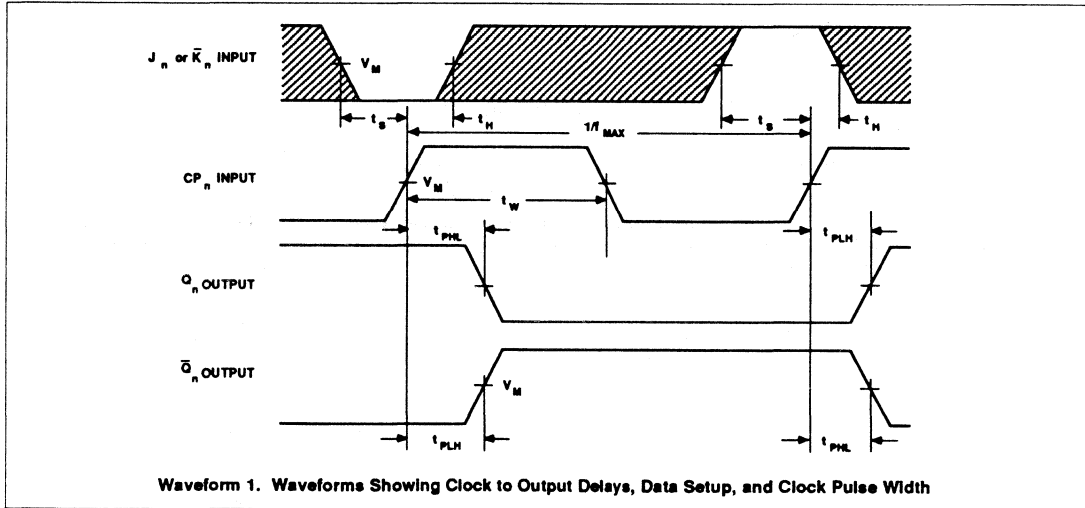 J n or K̄ n INPUT
V M
t S
t H
1/f MAX
t S
t H
CP n INPUT
V M
t W
t PHL
t PLH
Q n OUTPUT
Q̄ n OUTPUT
V M
t PLH
t PHL
Waveform 1. Waveforms Showing Clock to Output Delays, Data Setup, and Clock Pulse Width